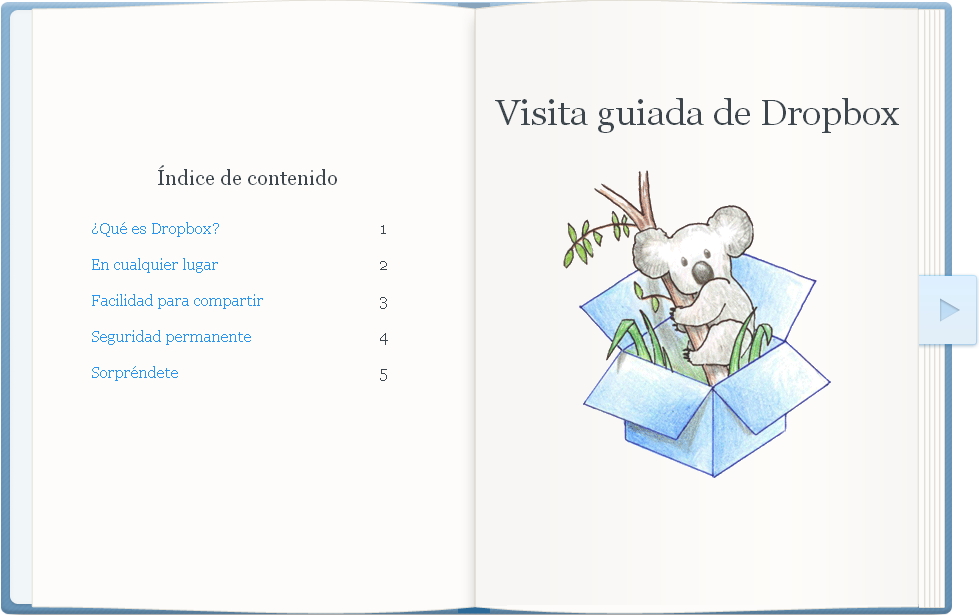 Índice de contenido
¿Qué es Dropbox? 1
En cualquier lugar 2
Facilidad para compartir 3
Seguridad permanente 4
Sorpréndete 5
Visita guiada de Dropbox